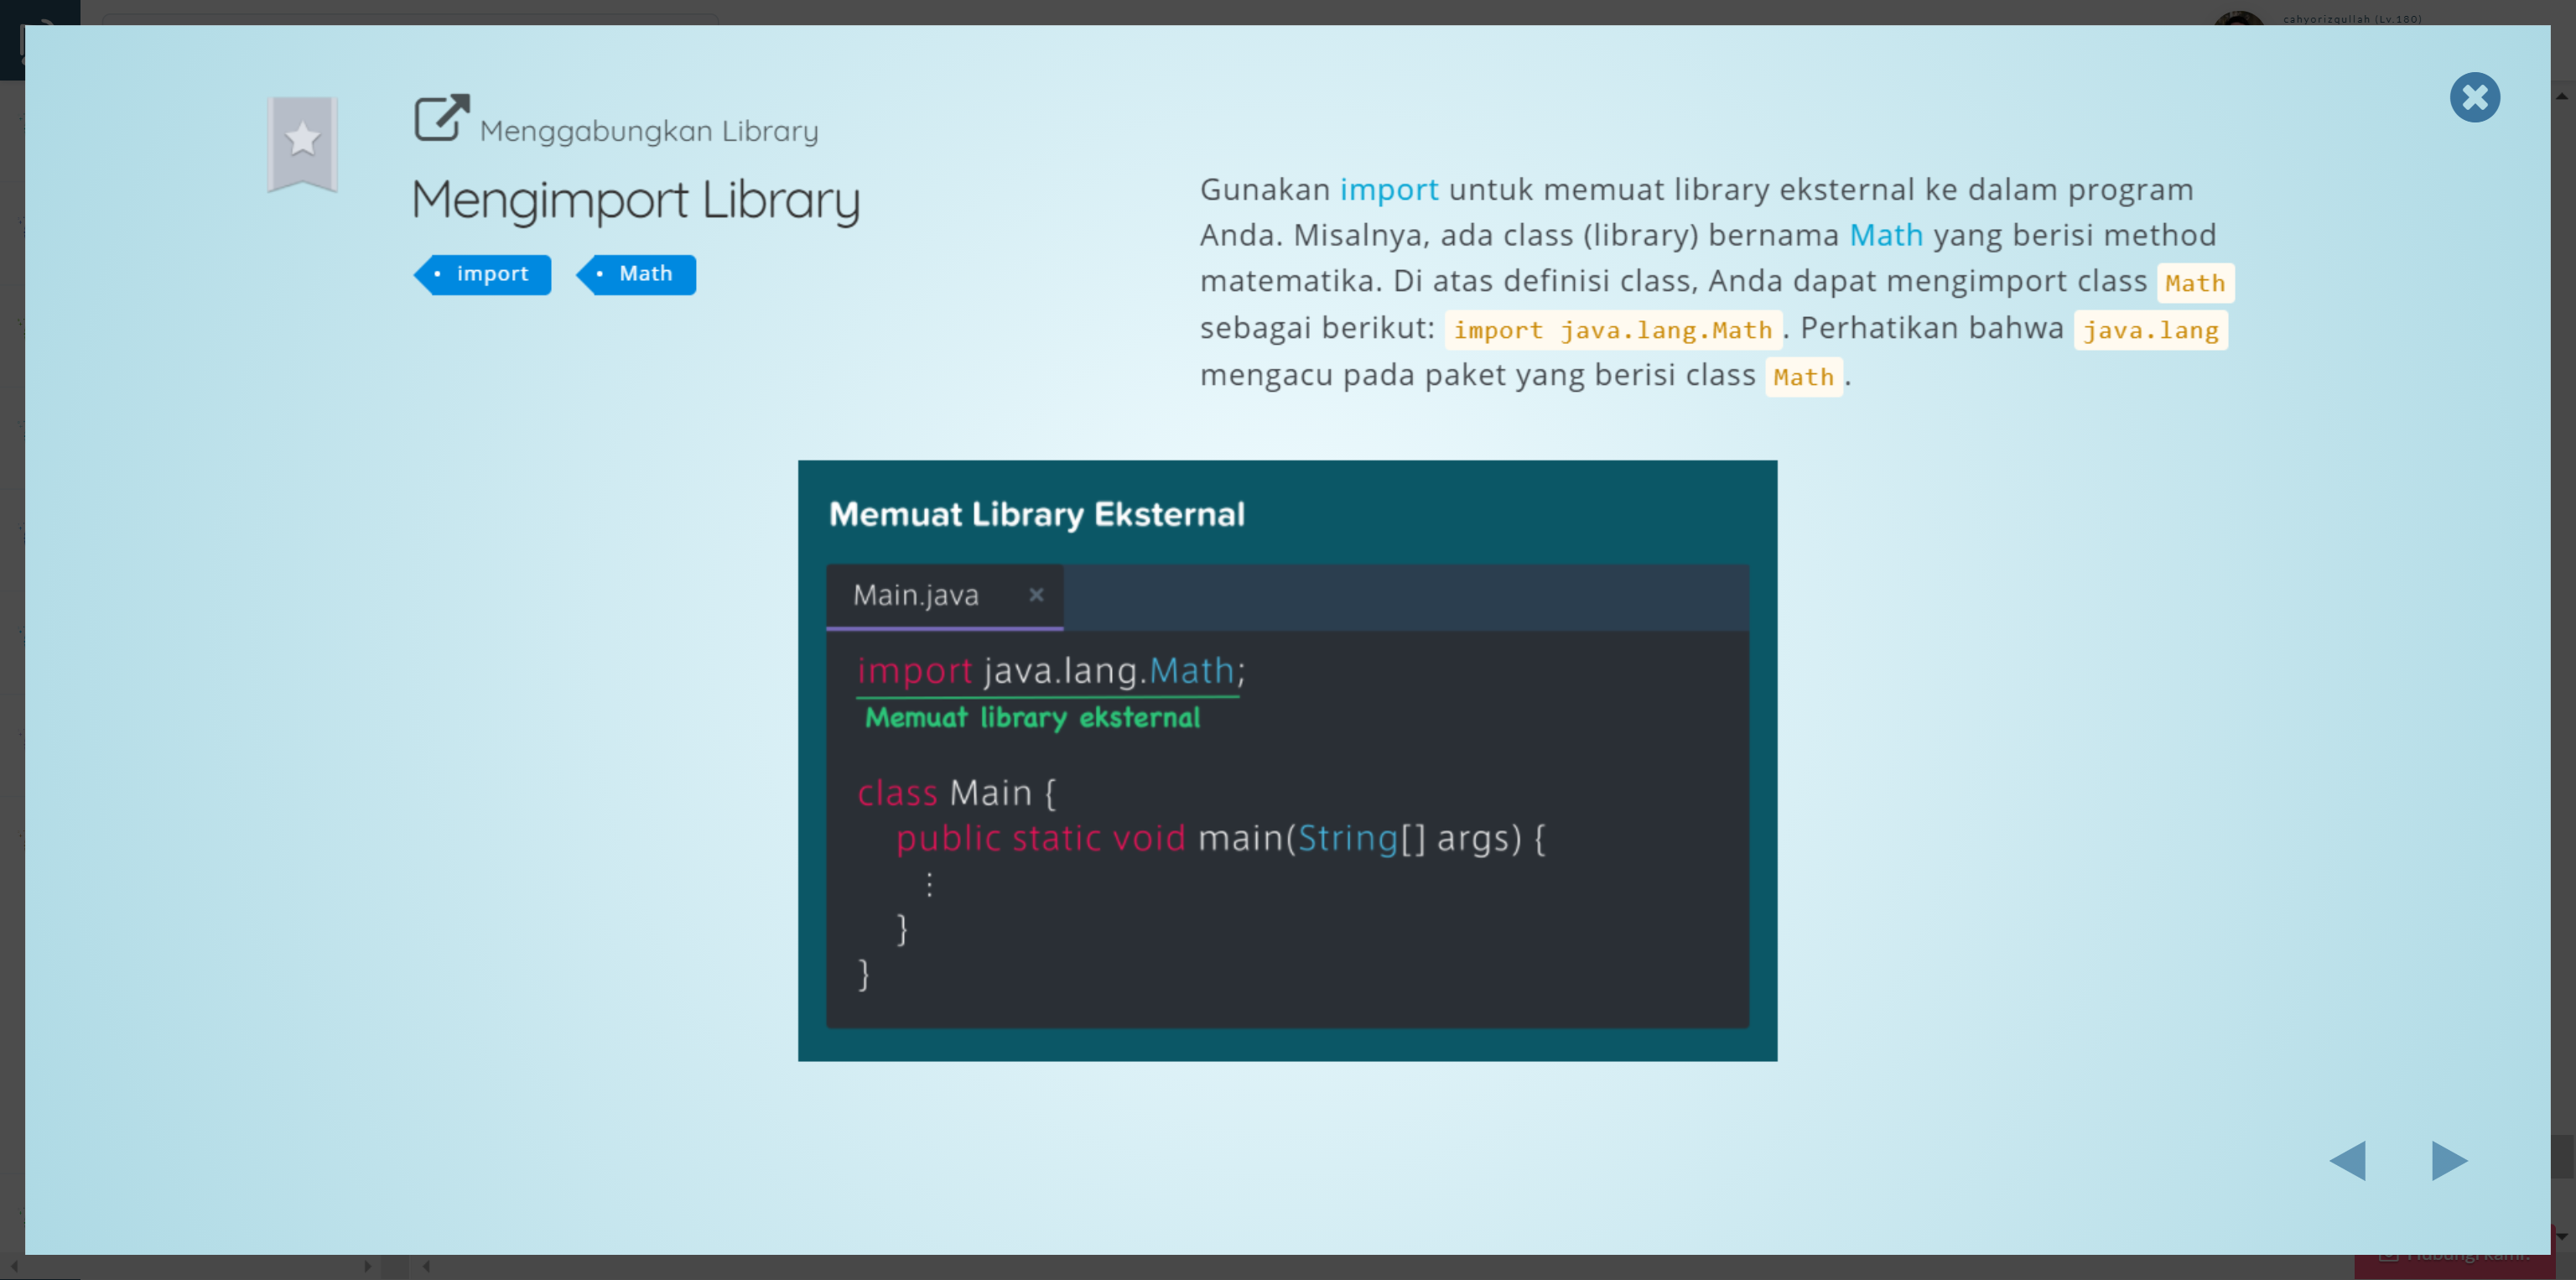 cahyorizqullah (Lv.180)
Menggabungkan Library
Mengimport Library
import
Math
Gunakan import untuk memuat library eksternal ke dalam program
Anda. Misalnya, ada class (library) bernama Math yang berisi method
matematika. Di atas definisi class, Anda dapat mengimport class Math
sebagai berikut: import java.lang.Math. Perhatikan bahwa java.lang
mengacu pada paket yang berisi class Math.
Memuat Library Eksternal
Main.java ×
import java.lang.Math;
Memuat library eksternal
class Main {
public static void main(String[] args) {
⋮
}
}